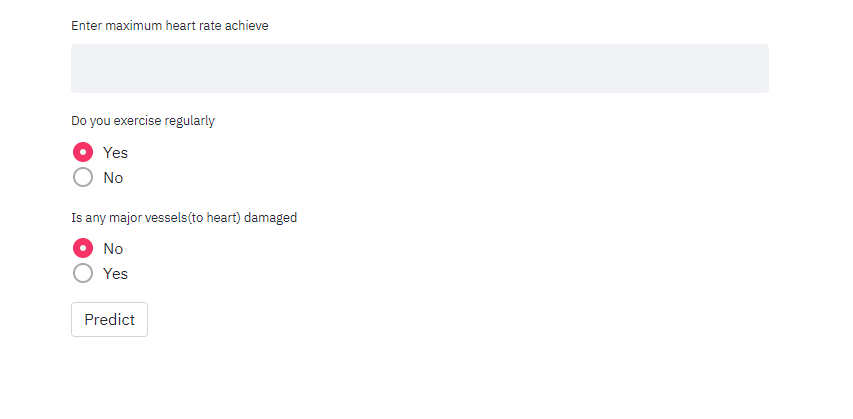 Enter maximum heart rate achieve
Do you exercise regularly
Yes
No
Is any major vessels(to heart) damaged
No
Yes
Predict